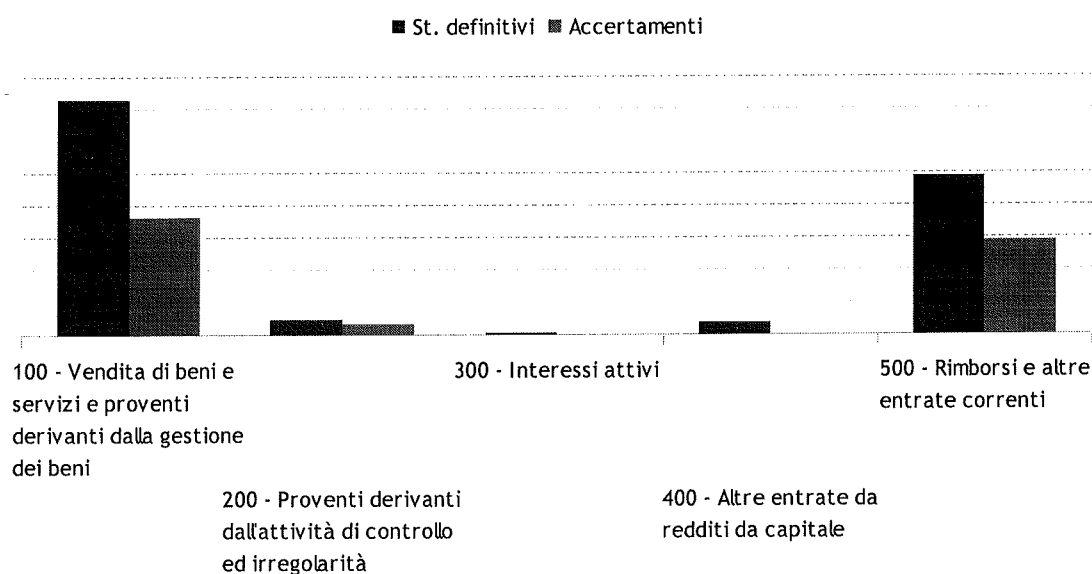 St. definitivi Accertamenti
100 - Vendita di beni e
servizi e proventi
derivanti dalla gestione
dei beni
200 - Proventi derivanti
dall'attività di controllo
ed irregolarità
300 - Interessi attivi
400 - Altre entrate da
redditi da capitale
500 - Rimborsi e altre
entrate correnti